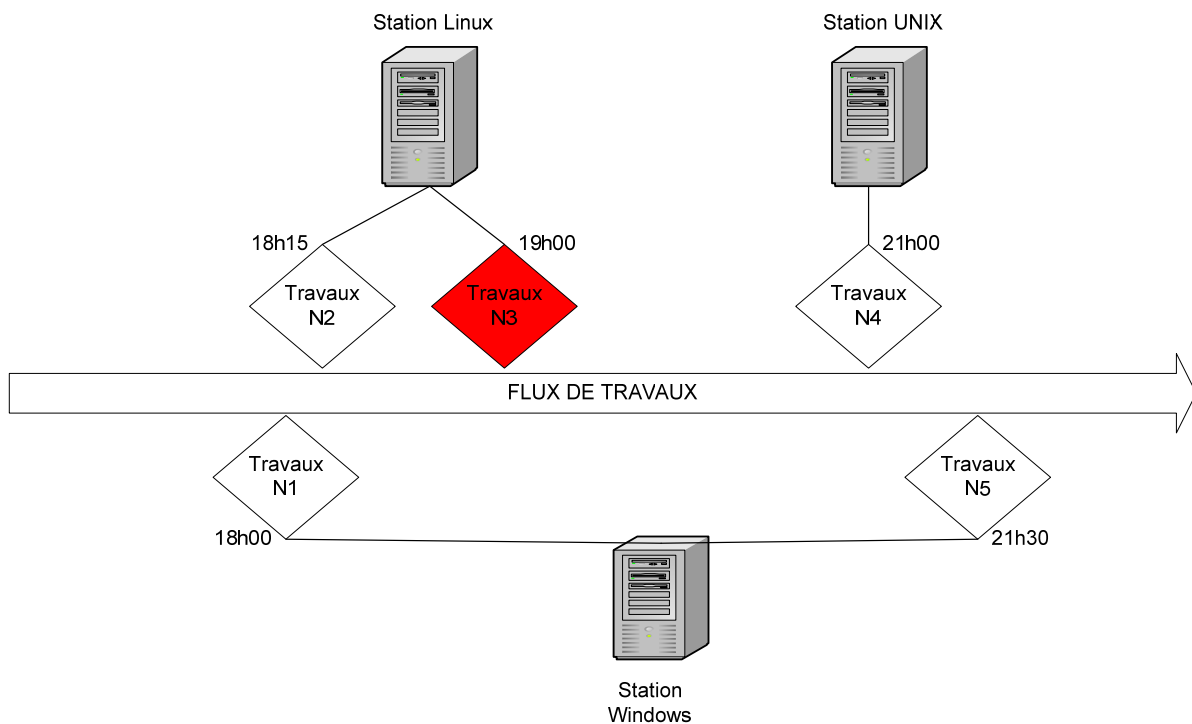 Station Linux
Station UNIX
18h15
19h00
21h00
Travaux
N2
Travaux
N3
Travaux
N4
FLUX DE TRAVAUX
Travaux
N1
Travaux
N5
18h00
21h30
Station
Windows